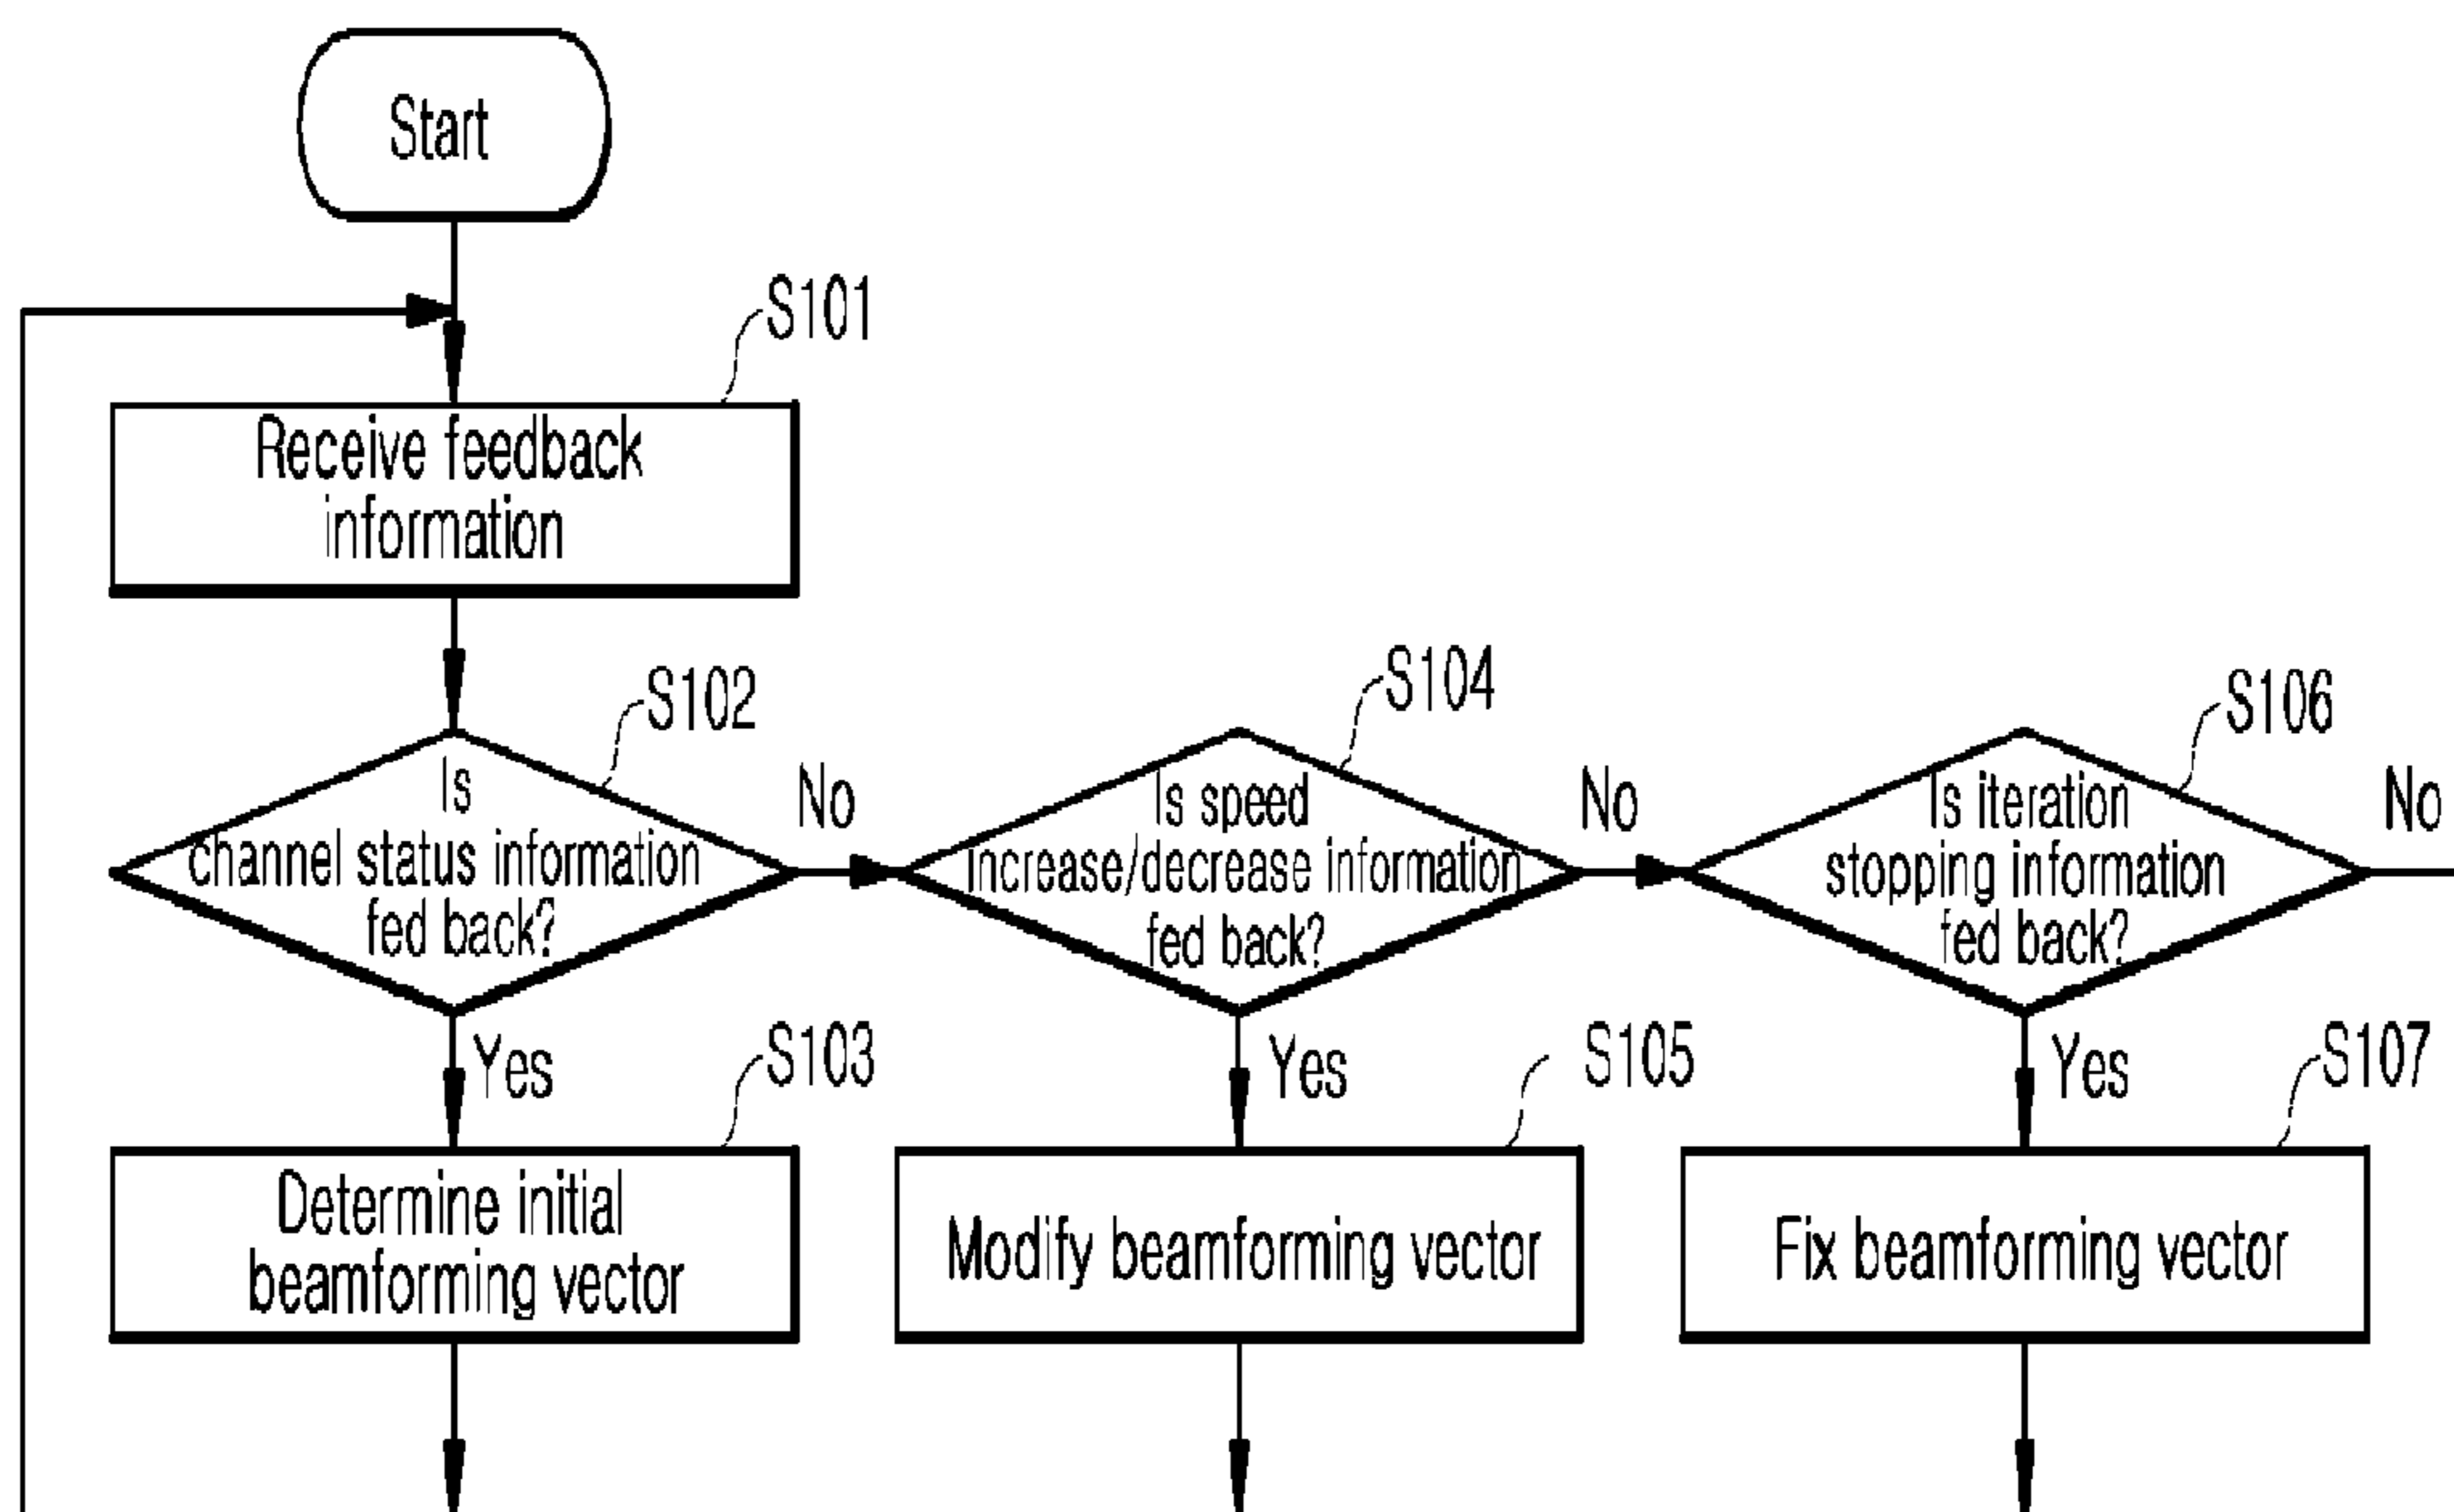 Start
S101
Receive feedback
information
S102
Is
channel status information
fed back?
No
S104
Is speed
increase/decrease information
fed back?
No
S106
Is iteration
stopping information
fed back?
No
Yes
S103
Determine initial
beamforming vector
Yes
S105
Modify beamforming vector
Yes
S107
Fix beamforming vector